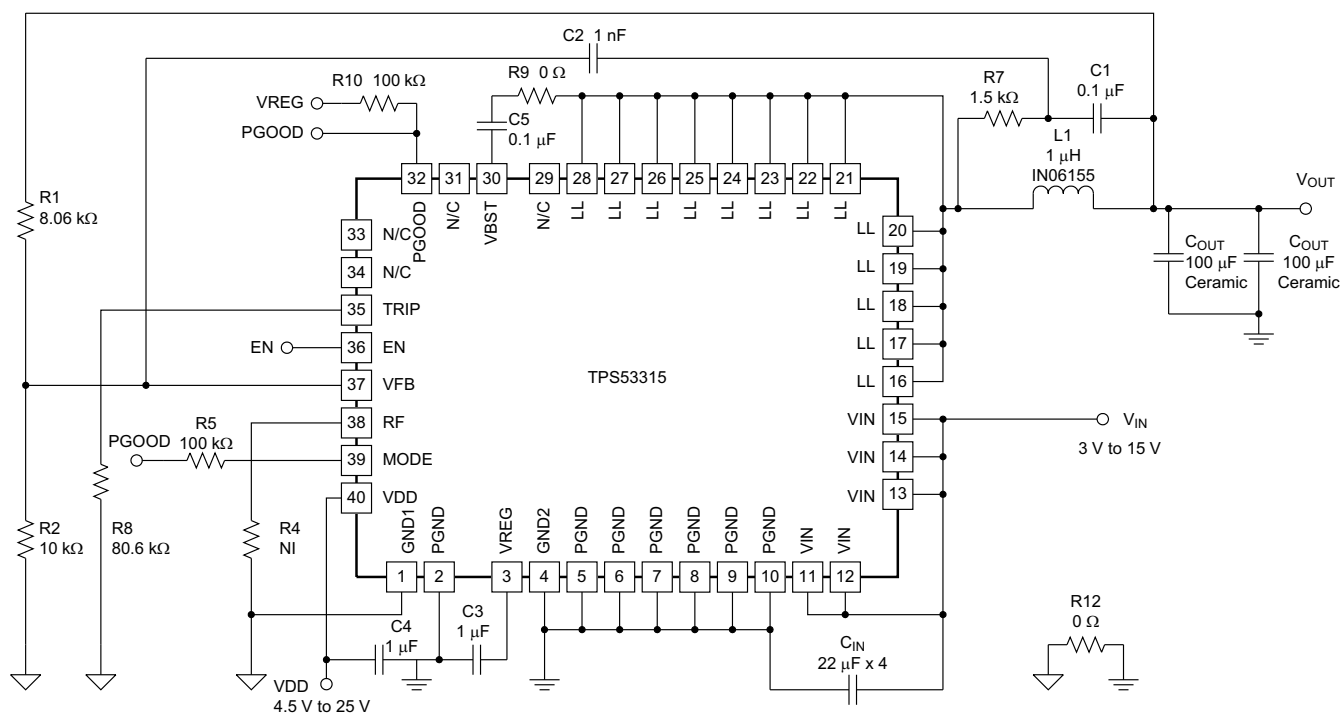 C2 1 nF
R10 100 kΩ
R9 0 Ω
R7
1.5 kΩ
C1
0.1 μF
VREG
PGOOD
C5
0.1 μF
L1
1 μH
IN06155
32
31
30
29
28
27
26
25
24
23
22
21
PGOOD
N/C
VBST
N/C
LL
LL
LL
LL
LL
LL
LL
LL
R1
8.06 kΩ
VOUT
33 N/C
34 N/C
35 TRIP
EN 36 EN
37 VFB
38 RF
39 MODE
40 VDD
LL 20
LL 19
LL 18
LL 17
LL 16
VIN 15
VIN 14
VIN 13
COUT
100 μF
Ceramic
COUT
100 μF
Ceramic
TPS53315
VIN
3 V to 15 V
PGOOD
R5
100 kΩ
R2
10 kΩ
R8
80.6 kΩ
R4
NI
GND1
PGND
VREG
GND2
PGND
PGND
PGND
PGND
PGND
PGND
VIN
VIN
1
2
3
4
5
6
7
8
9
10
11
12
C4
1 μF
C3
1 μF
CIN
22 μF x 4
R12
0 Ω
VDD
4.5 V to 25 V